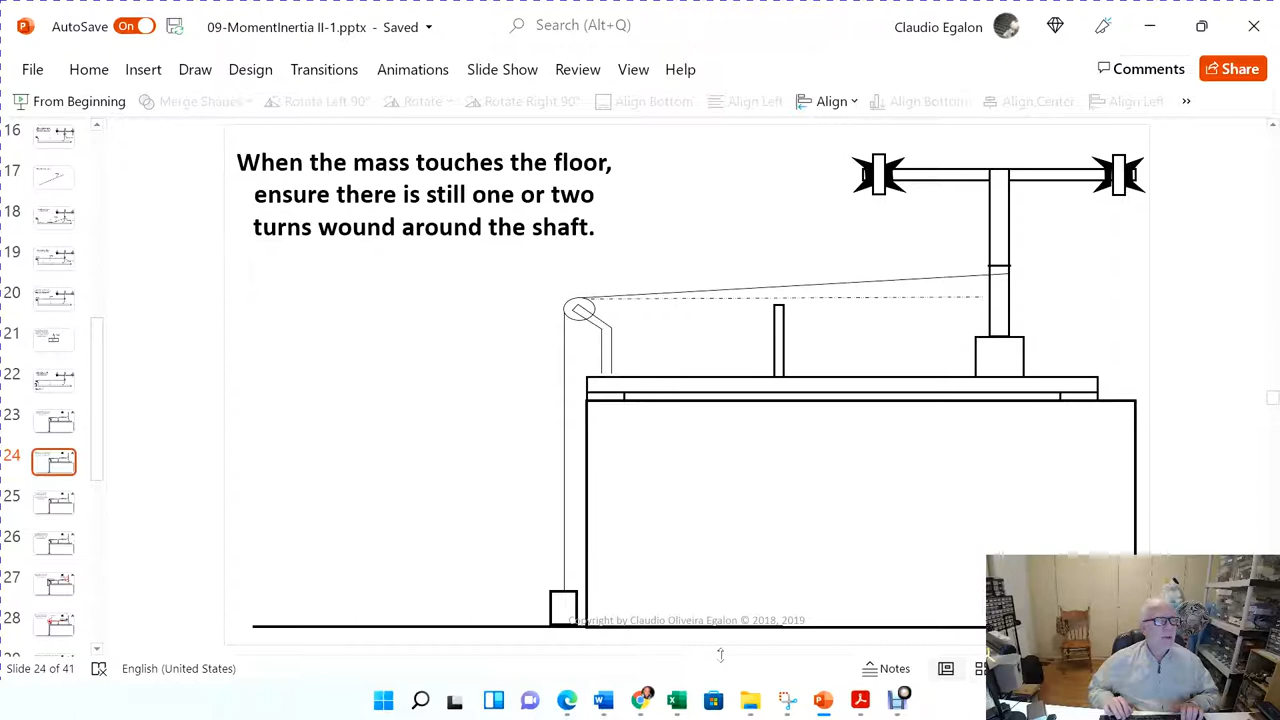 AutoSave On 09-MomentInertia II-1.pptx - Saved Search (Alt+Q) Claudio Egalon
File Home Insert Draw Design Transitions Animations Slide Show Review View Help Comments Share
From Beginning Merge Shapes Rotate Left 90° Rotate Rotate Right 90° Align Bottom Align Left Align Align Bottom Align Center Align Left
When the mass touches the floor,
ensure there is still one or two
turns wound around the shaft.
16
17
18
19
20
21
22
23
24
25
26
27
28
Copyright by Claudio Oliveira Egalon © 2018, 2019
Slide 24 of 41 English (United States) Notes